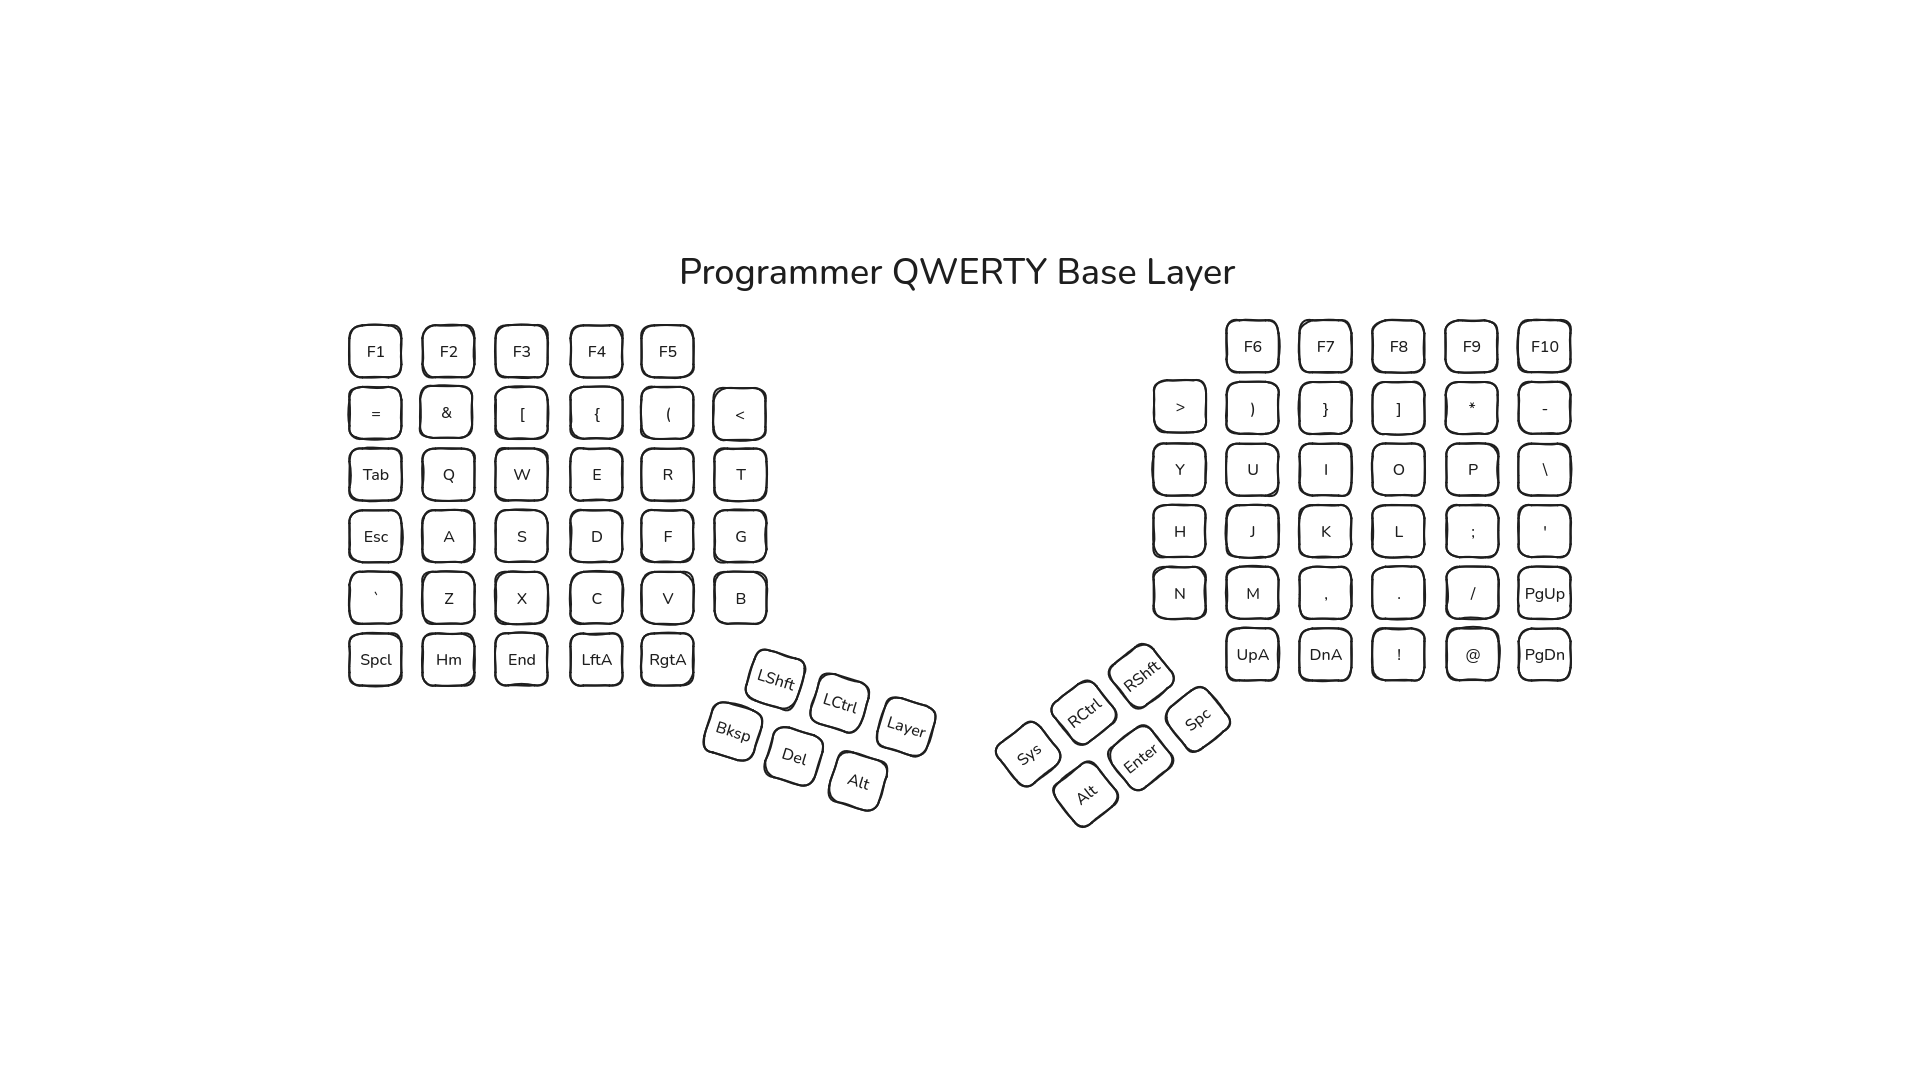 Programmer QWERTY Base Layer
F1 F2 F3 F4 F5 F6 F7 F8 F9 F10
= & [ { ( < > ) } ] * -
Tab Q W E R T Y U I O P \
Esc A S D F G H J K L ; '
` Z X C V B N M , . / PgUp
Spcl Hm End LftA RgtA UpA DnA ! @ PgDn
LShft LCtrl Layer Sys RCtrl RShft
Bksp Del Alt Alt Enter Spc